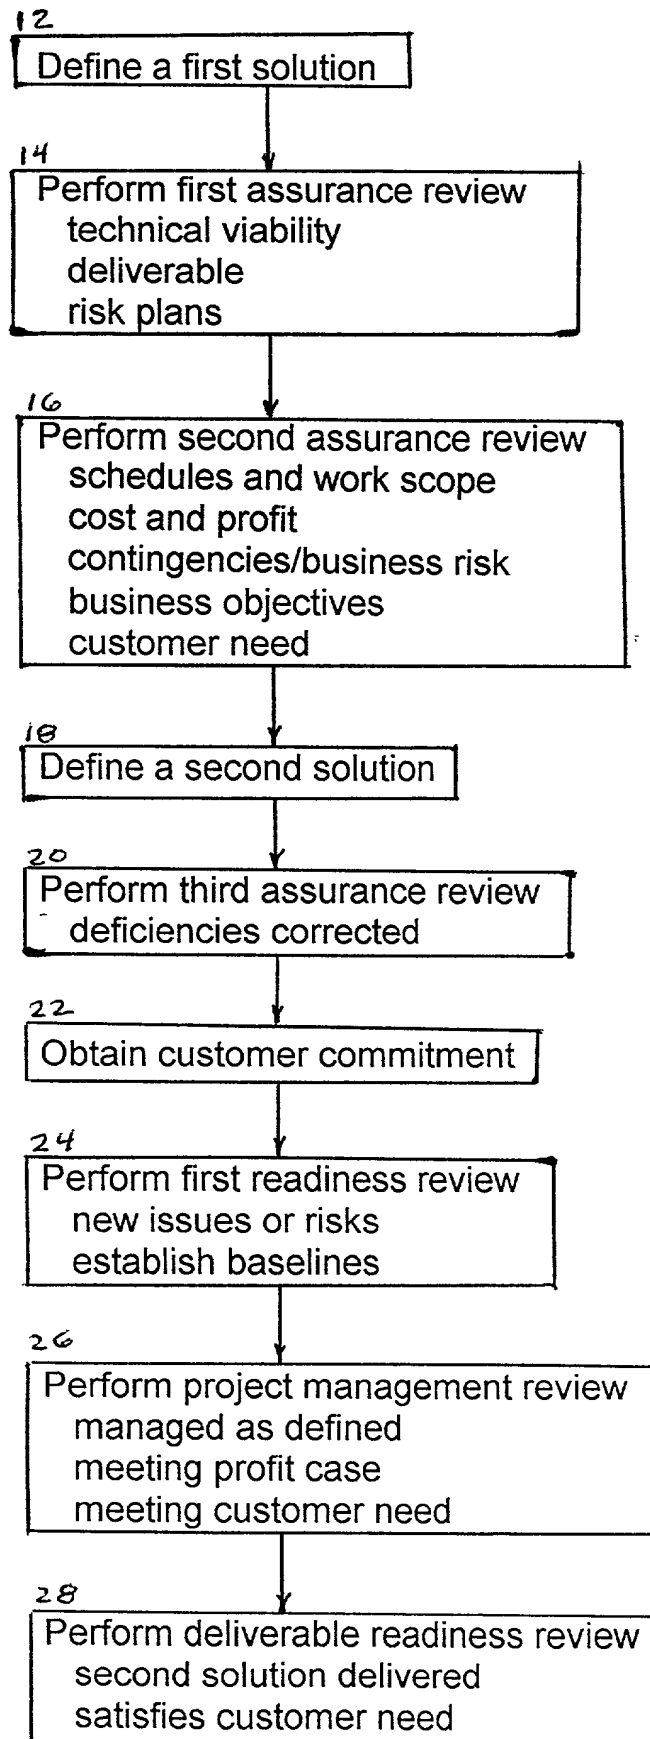 12
Define a first solution
14
Perform first assurance review
technical viability
deliverable
risk plans
16
Perform second assurance review
schedules and work scope
cost and profit
contingencies/business risk
business objectives
customer need
18
Define a second solution
20
Perform third assurance review
deficiencies corrected
22
Obtain customer commitment
24
Perform first readiness review
new issues or risks
establish baselines
26
Perform project management review
managed as defined
meeting profit case
meeting customer need
28
Perform deliverable readiness review
second solution delivered
satisfies customer need